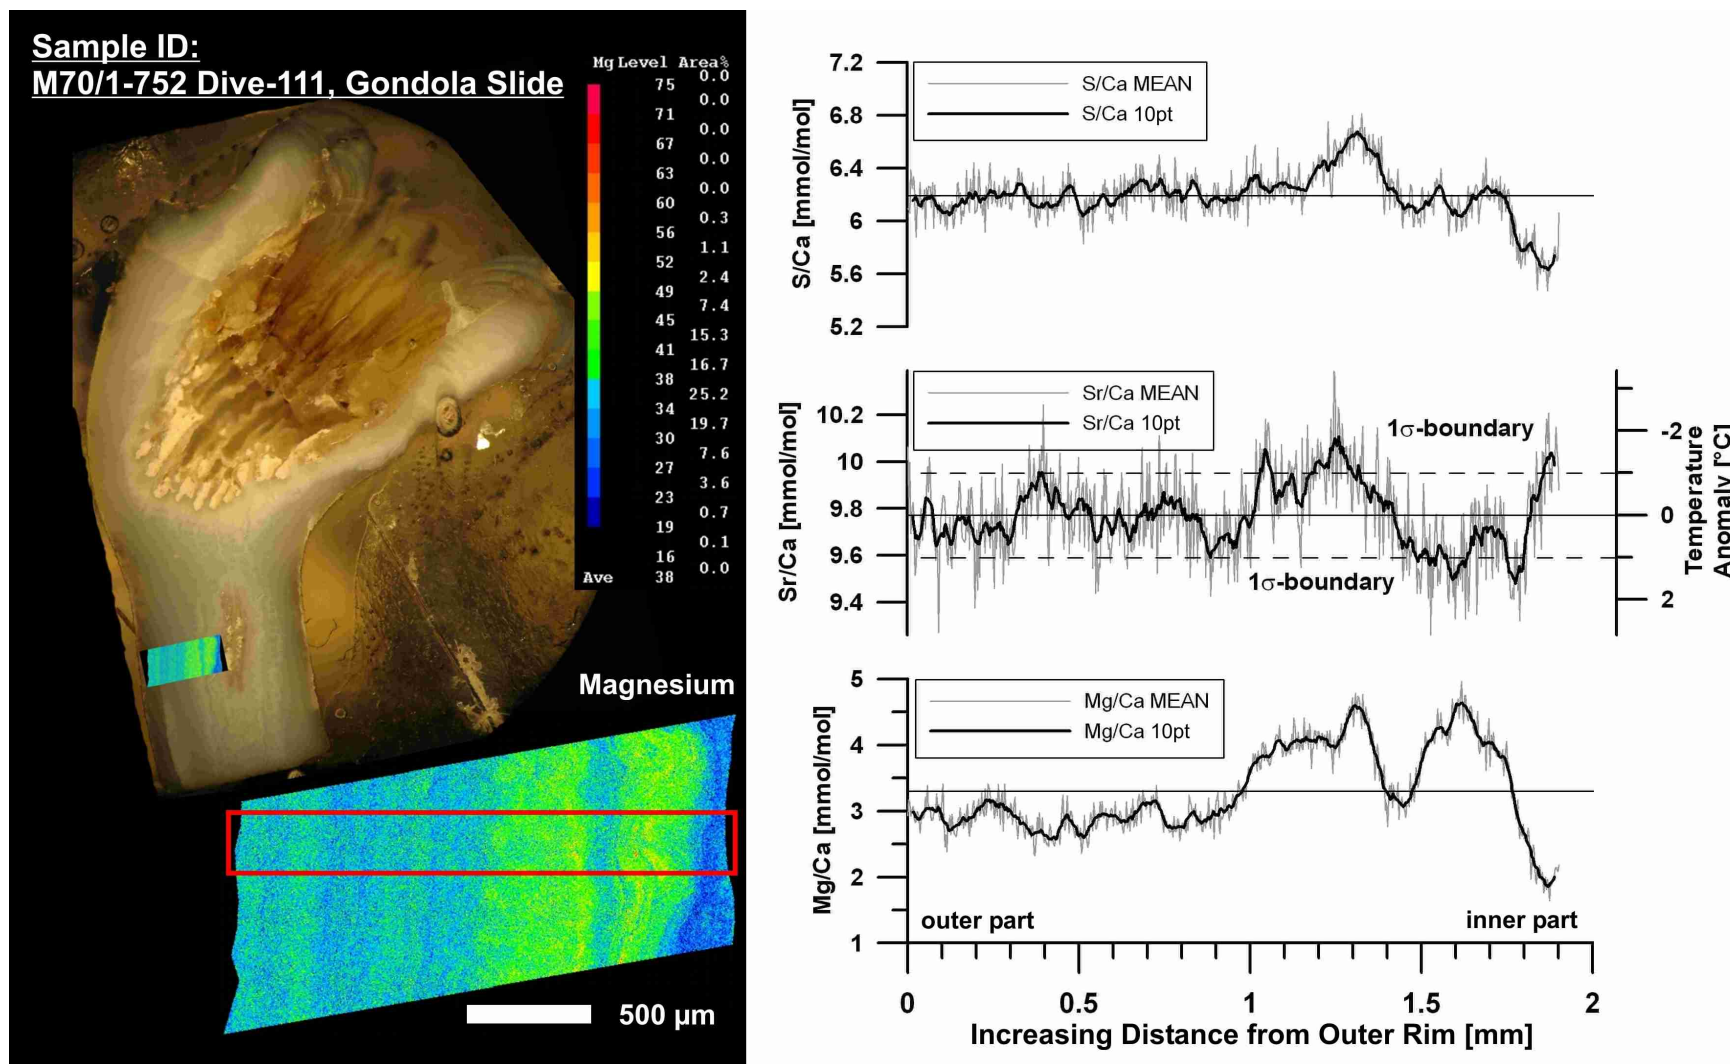 Sample ID:
M70/1-752 Dive-111, Gondola Slide
Mg Level Area%
0.0
75
0.0
71
0.0
67
0.0
63
0.0
60
0.3
56
1.1
52
2.4
49
7.4
45
15.3
41
16.7
38
25.2
34
19.7
30
7.6
27
3.6
23
0.7
19
0.1
16
0.0
Ave 38
Magnesium
500 µm
7.2
6.8
6.4
6
5.6
5.2
S/Ca [mmol/mol]
S/Ca MEAN
S/Ca 10pt
10.2
10
9.8
9.6
9.4
Sr/Ca [mmol/mol]
Sr/Ca MEAN
Sr/Ca 10pt
1σ-boundary
1σ-boundary
-2
0
2
Temperature
Anomaly [°C]
5
4
3
2
1
Mg/Ca [mmol/mol]
Mg/Ca MEAN
Mg/Ca 10pt
outer part
inner part
0 0.5 1 1.5 2
Increasing Distance from Outer Rim [mm]